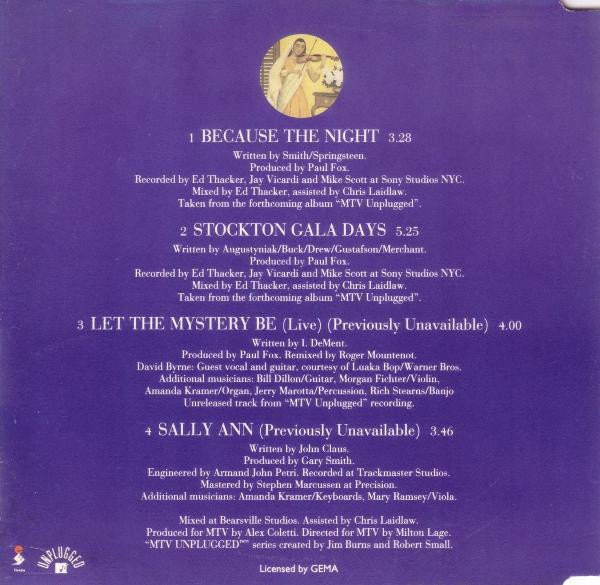 1 BECAUSE THE NIGHT 3.28
Written by Smith/Springsteen.
Produced by Paul Fox.
Recorded by Ed Thacker, Jay Vicardi and Mike Scott at Sony Studios NYC.
Mixed by Ed Thacker, assisted by Chris Laidlaw.
Taken from the forthcoming album “MTV Unplugged”.
2 STOCKTON GALA DAYS 5.25
Written by Augustyniak/Buck/Drew/Gustafson/Merchant.
Produced by Paul Fox.
Recorded by Ed Thacker, Jay Vicardi and Mike Scott at Sony Studios NYC.
Mixed by Ed Thacker, assisted by Chris Laidlaw.
Taken from the forthcoming album “MTV Unplugged”.
3 LET THE MYSTERY BE (Live) (Previously Unavailable) 4.00
Written by I. DeMent.
Produced by Paul Fox. Remixed by Roger Mountenot.
David Byrne: Guest vocal and guitar, courtesy of Luaka Bop/Warner Bros.
Additional musicians: Bill Dillon/Guitar, Morgan Fichter/Violin,
Amanda Kramer/Organ, Jerry Marotta/Percussion, Rich Stearns/Banjo
Unreleased track from “MTV Unplugged” recording.
4 SALLY ANN (Previously Unavailable) 3.46
Written by John Claus.
Produced by Gary Smith.
Engineered by Armand John Petri. Recorded at Trackmaster Studios.
Mastered by Stephen Marcussen at Precision.
Additional musicians: Amanda Kramer/Keyboards, Mary Ramsey/Viola.
Mixed at Bearsville Studios. Assisted by Chris Laidlaw.
Produced for MTV by Alex Coletti. Directed for MTV by Milton Lage.
“MTV UNPLUGGED™” series created by Jim Burns and Robert Small.
UNPLUGGED
Licensed by GEMA